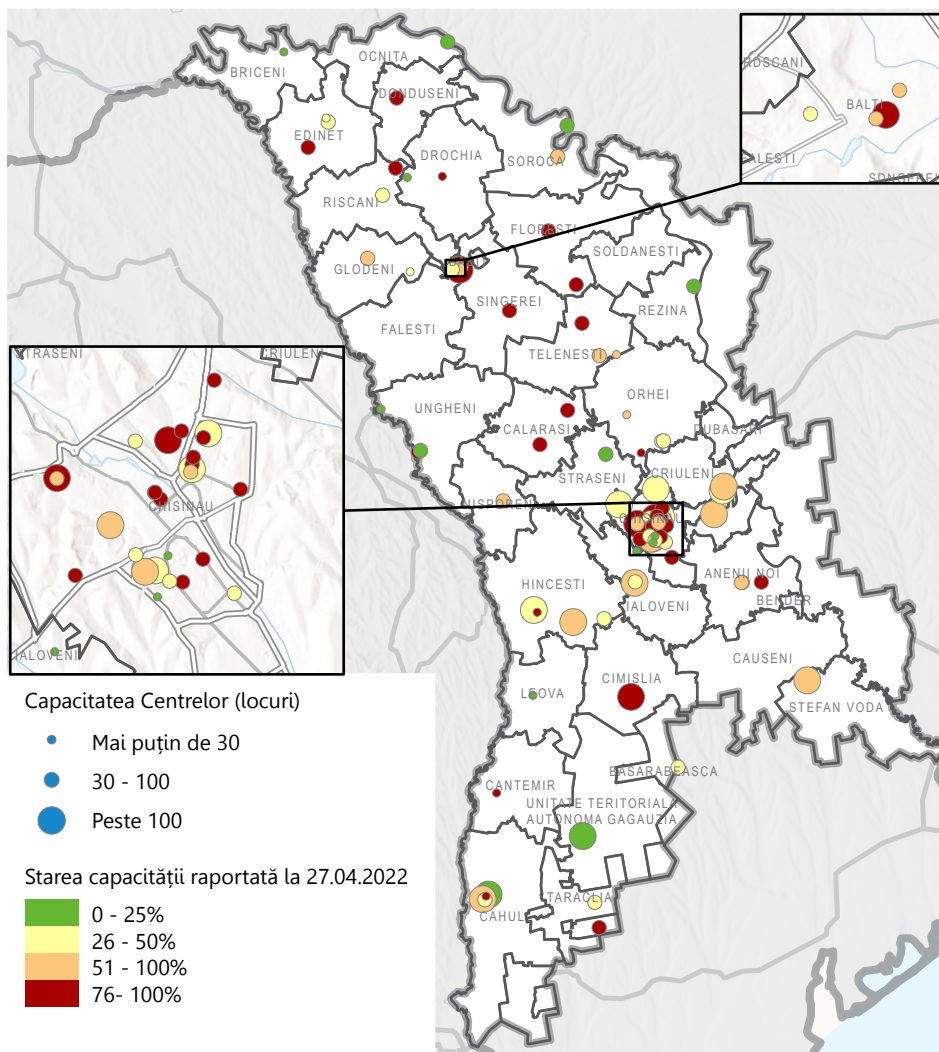 OCNITA
BRICENI
DONDUSENI
EDINET
DROCHIA
SOROCA
RISCANI
FLORESTI
SOLDANESTI
GLODENI
SINGEREI
REZINA
FALESTI
TELENESTI
ORHEI
UNGHENI
CALARASI
DUBASARI
STRASENI
CRIULENI
NISPORENI
CHISINAU
ANENII NOI
HINCESTI
BENDER
IALOVENI
CAUSENI
CIMISLIA
LEOVA
STEFAN VODA
BASARABEASCA
CANTEMIR
UNITATE TERITORIALA
AUTONOMA GAGAUZIA
TARACLIA
CAHUL
BALTI
STRASENI
CRIULENI
CHISINAU
IALOVENI
Capacitatea Centrelor (locuri)
Mai puțin de 30
30 - 100
Peste 100
Starea capacității raportată la 27.04.2022
0 - 25%
26 - 50%
51 - 100%
76- 100%